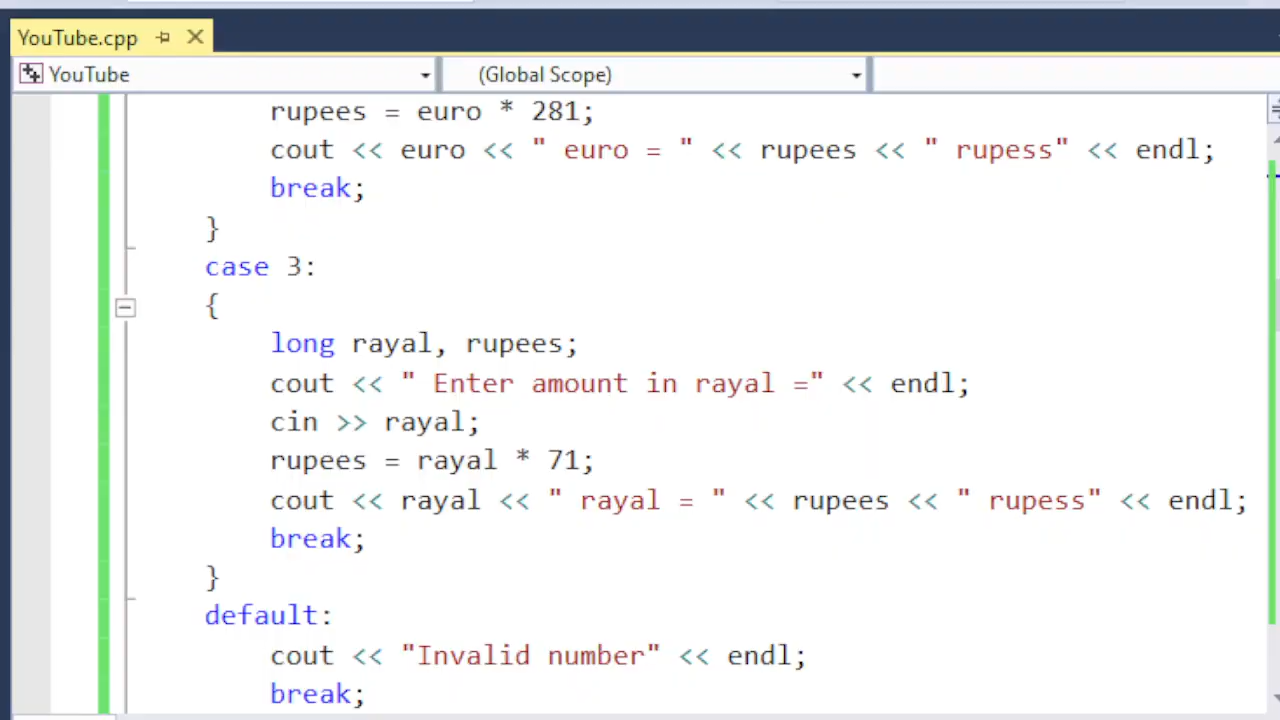 YouTube.cpp
YouTube (Global Scope)
rupees = euro * 281;
cout << euro << " euro = " << rupees << " rupess" << endl;
break;
}
case 3:
{
long rayal, rupees;
cout << " Enter amount in rayal =" << endl;
cin >> rayal;
rupees = rayal * 71;
cout << rayal << " rayal = " << rupees << " rupess" << endl;
break;
}
default:
cout << "Invalid number" << endl;
break;